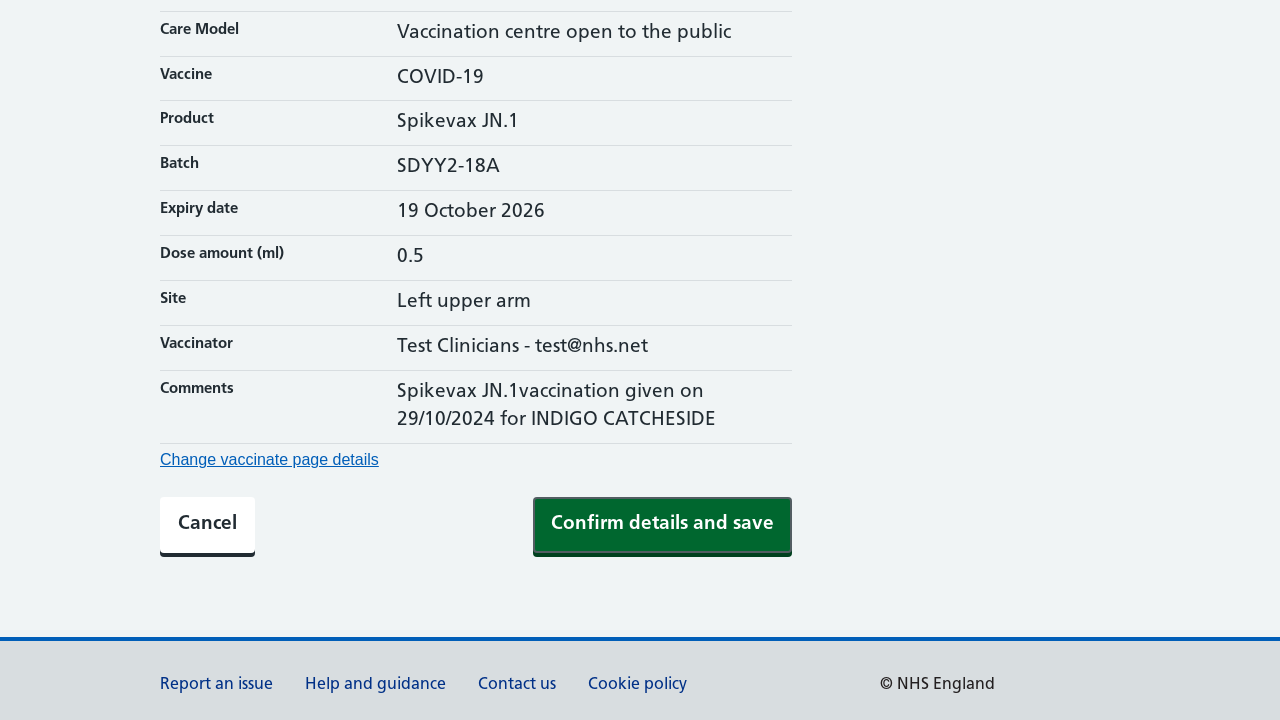 Care Model
Vaccination centre open to the public
Vaccine
COVID-19
Product
Spikevax JN.1
Batch
SDYY2-18A
Expiry date
19 October 2026
Dose amount (ml)
0.5
Site
Left upper arm
Vaccinator
Test Clinicians - test@nhs.net
Comments
Spikevax JN.1vaccination given on
29/10/2024 for INDIGO CATCHESIDE
Change vaccinate page details
Cancel
Confirm details and save
Report an issue
Help and guidance
Contact us
Cookie policy
© NHS England